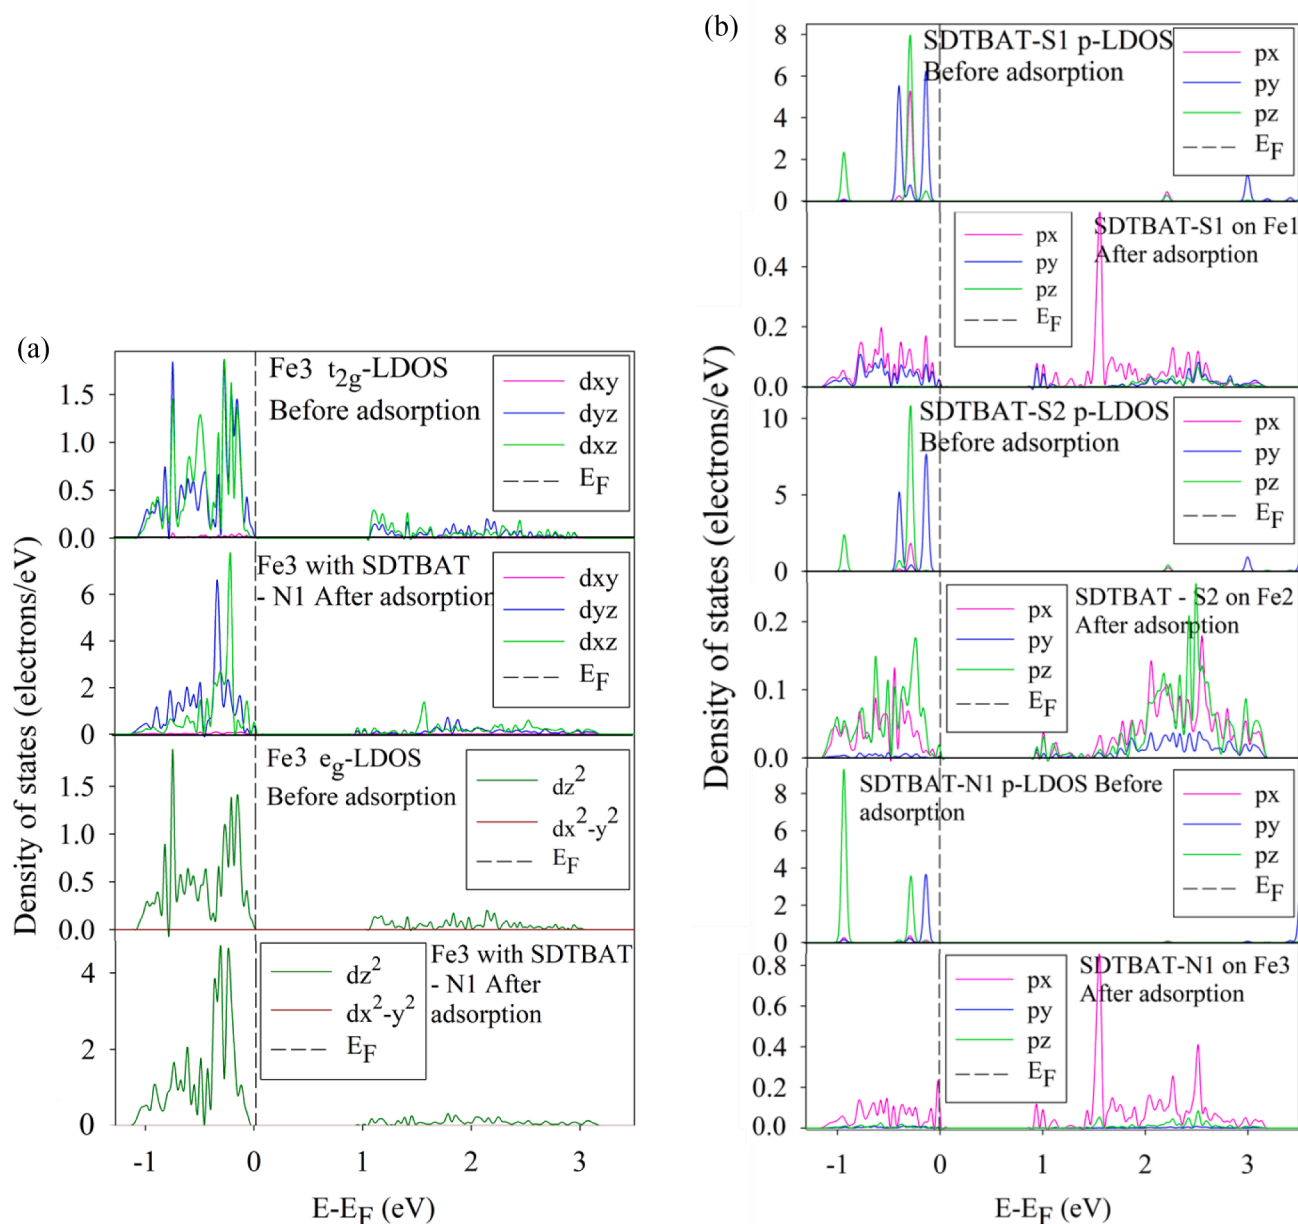 (a)
Density of states (electrons/eV)
Fe3 t2g-LDOS
Before adsorption
dxy
dyz
dxz
EF
1.5
1.0
0.5
0.0
Fe3 with SDTBAT
- N1 After adsorption
dxy
dyz
dxz
EF
6
4
2
0
Fe3 eg-LDOS
Before adsorption
dz2
dx2-y2
EF
1.5
1.0
0.5
0.0
Fe3 with SDTBAT
- N1 After
adsorption
dz2
dx2-y2
EF
4
2
0
-1 0 1 2 3
E-EF (eV)
(b)
Density of states (electrons/eV)
SDTBAT-S1 p-LDOS
Before adsorption
px
py
pz
EF
8
6
4
2
0
SDTBAT-S1 on Fe1
After adsorption
px
py
pz
EF
0.4
0.2
0.0
SDTBAT-S2 p-LDOS
Before adsorption
px
py
pz
EF
10
5
0
SDTBAT - S2 on Fe2
After adsorption
px
py
pz
EF
0.2
0.1
0.0
SDTBAT-N1 p-LDOS Before
adsorption
px
py
pz
EF
8
6
4
2
0
SDTBAT-N1 on Fe3
After adsorption
px
py
pz
EF
0.8
0.6
0.4
0.2
0.0
-1 0 1 2 3
E-EF (eV)